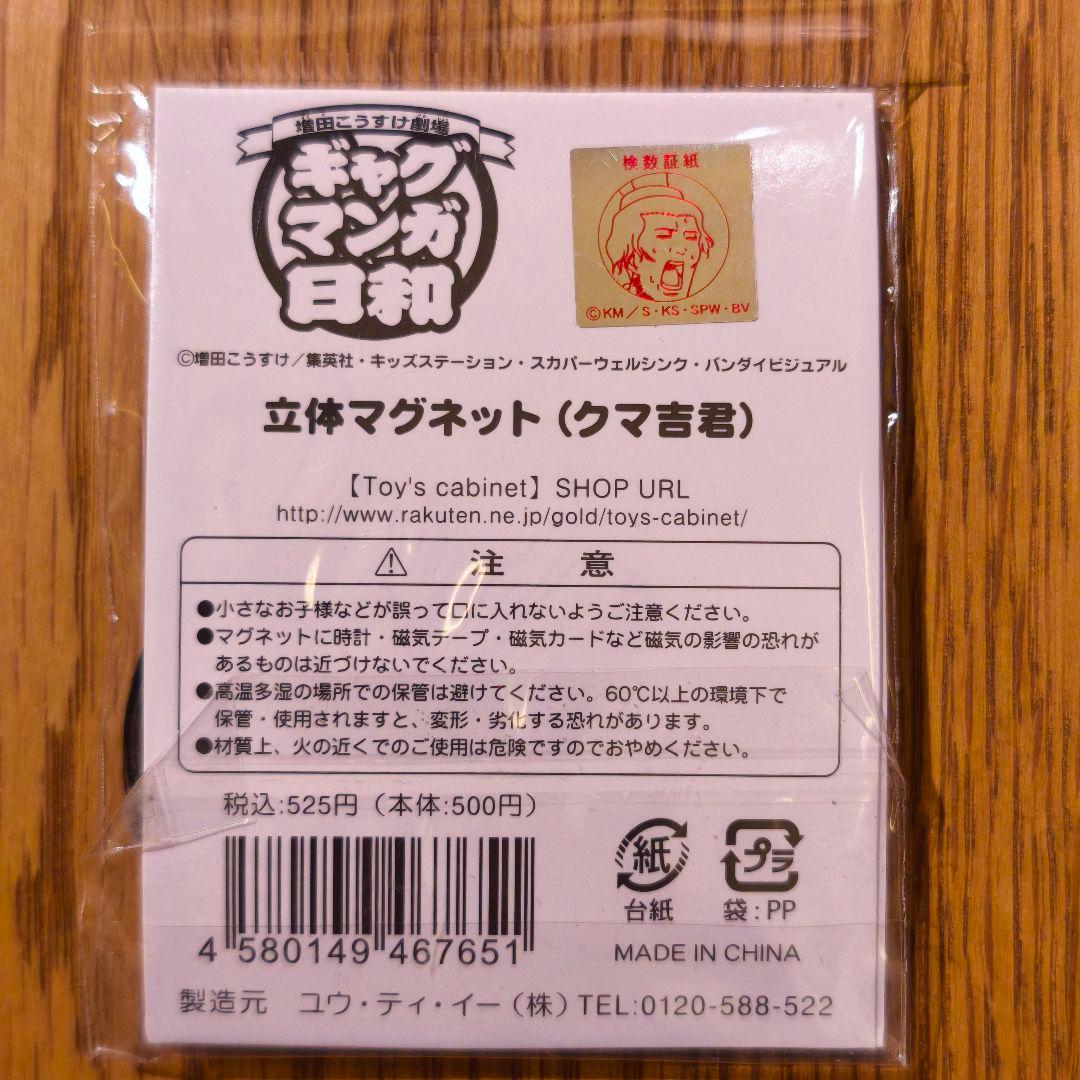 増田こうすけ劇場
ギャグ
マンガ
日和
検数証紙
©KM/S・KS・SPW・BV
©増田こうすけ/集英社・キッズステーション・スカパーウェルシンク・バンダイビジュアル
立体マグネット(クマ吉君)
【Toy's cabinet】SHOP URL
http://www.rakuten.ne.jp/gold/toys-cabinet/
⚠ 注 意
●小さなお子様などが誤って口に入れないようご注意ください。
●マグネットに時計・磁気テープ・磁気カードなど磁気の影響の恐れが
あるものは近づけないでください。
●高温多湿の場所での保管は避けてください。60℃以上の環境下で
保管・使用されますと、変形・劣化する恐れがあります。
●材質上、火の近くでのご使用は危険ですのでおやめください。
税込:525円(本体:500円)
4 580149 467651
紙
台紙
プラ
袋:PP
MADE IN CHINA
製造元 ユウ・ティ・イー(株)TEL:0120-588-522